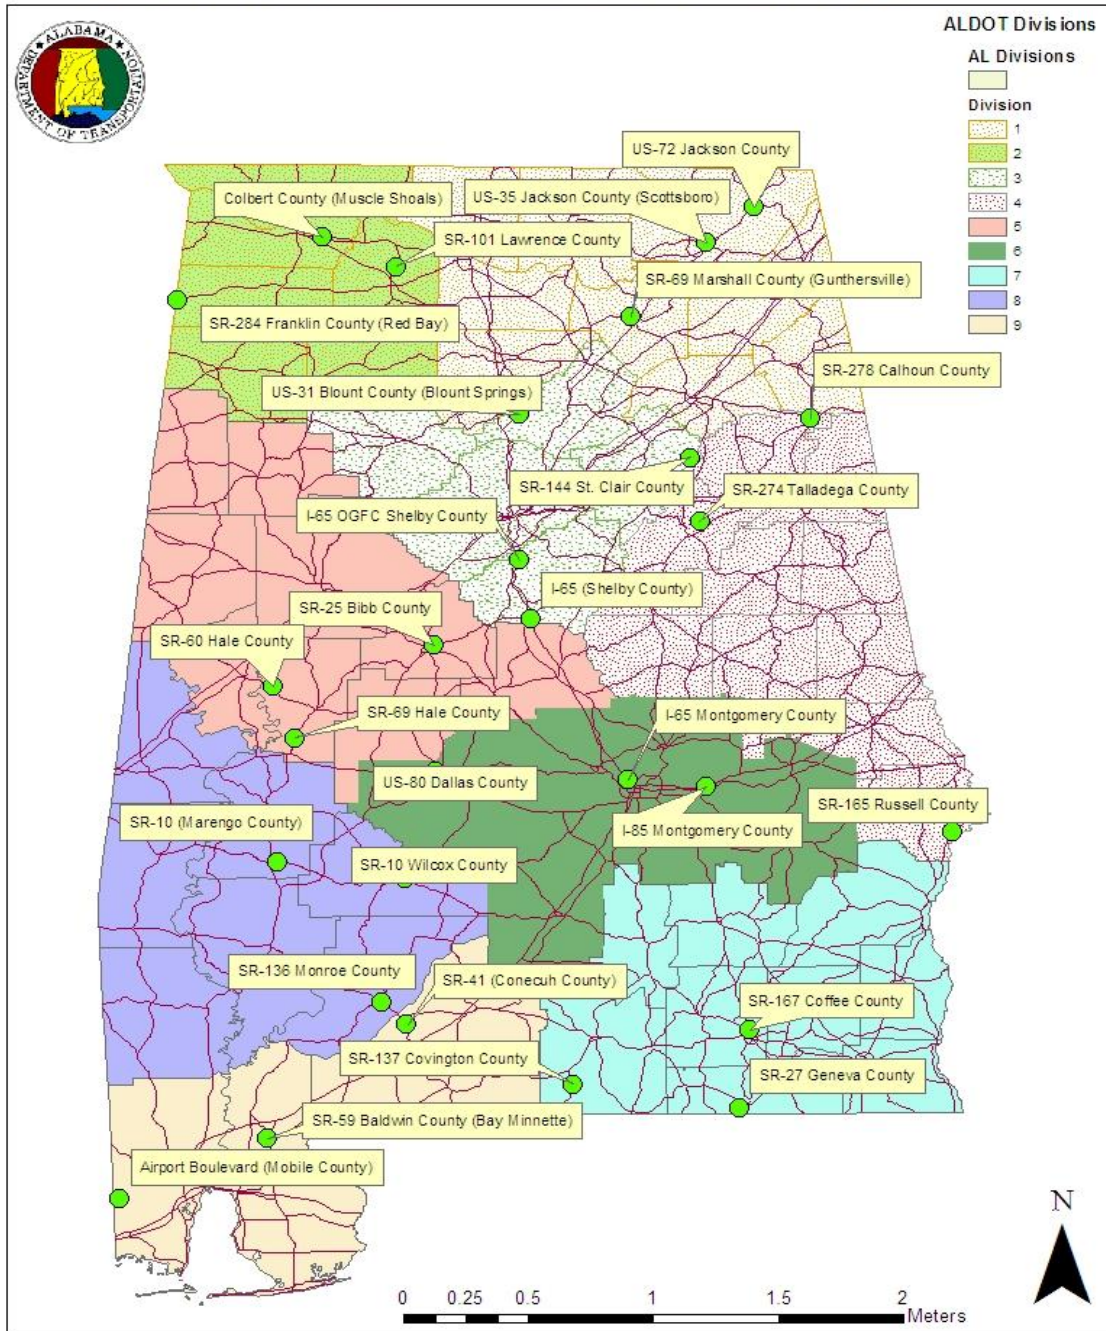 ALDOT Divisions
AL Divisions
Division
1
2
3
4
5
6
7
8
9
ALABAMA
DEPARTMENT OF TRANSPORTATION
US-72 Jackson County
Colbert County (Muscle Shoals)
US-35 Jackson County (Scottsboro)
SR-101 Lawrence County
SR-69 Marshall County (Gunthersville)
SR-284 Franklin County (Red Bay)
SR-278 Calhoun County
US-31 Blount County (Blount Springs)
SR-144 St. Clair County
SR-274 Talladega County
I-65 OGFC Shelby County
I-65 (Shelby County)
SR-25 Bibb County
SR-60 Hale County
SR-69 Hale County
I-65 Montgomery County
US-80 Dallas County
SR-165 Russell County
SR-10 (Marengo County)
I-85 Montgomery County
SR-10 Wilcox County
SR-136 Monroe County
SR-41 (Conecuh County)
SR-167 Coffee County
SR-137 Covington County
SR-27 Geneva County
SR-59 Baldwin County (Bay Minnette)
Airport Boulevard (Mobile County)
N
0 0.25 0.5 1 1.5 2
Meters